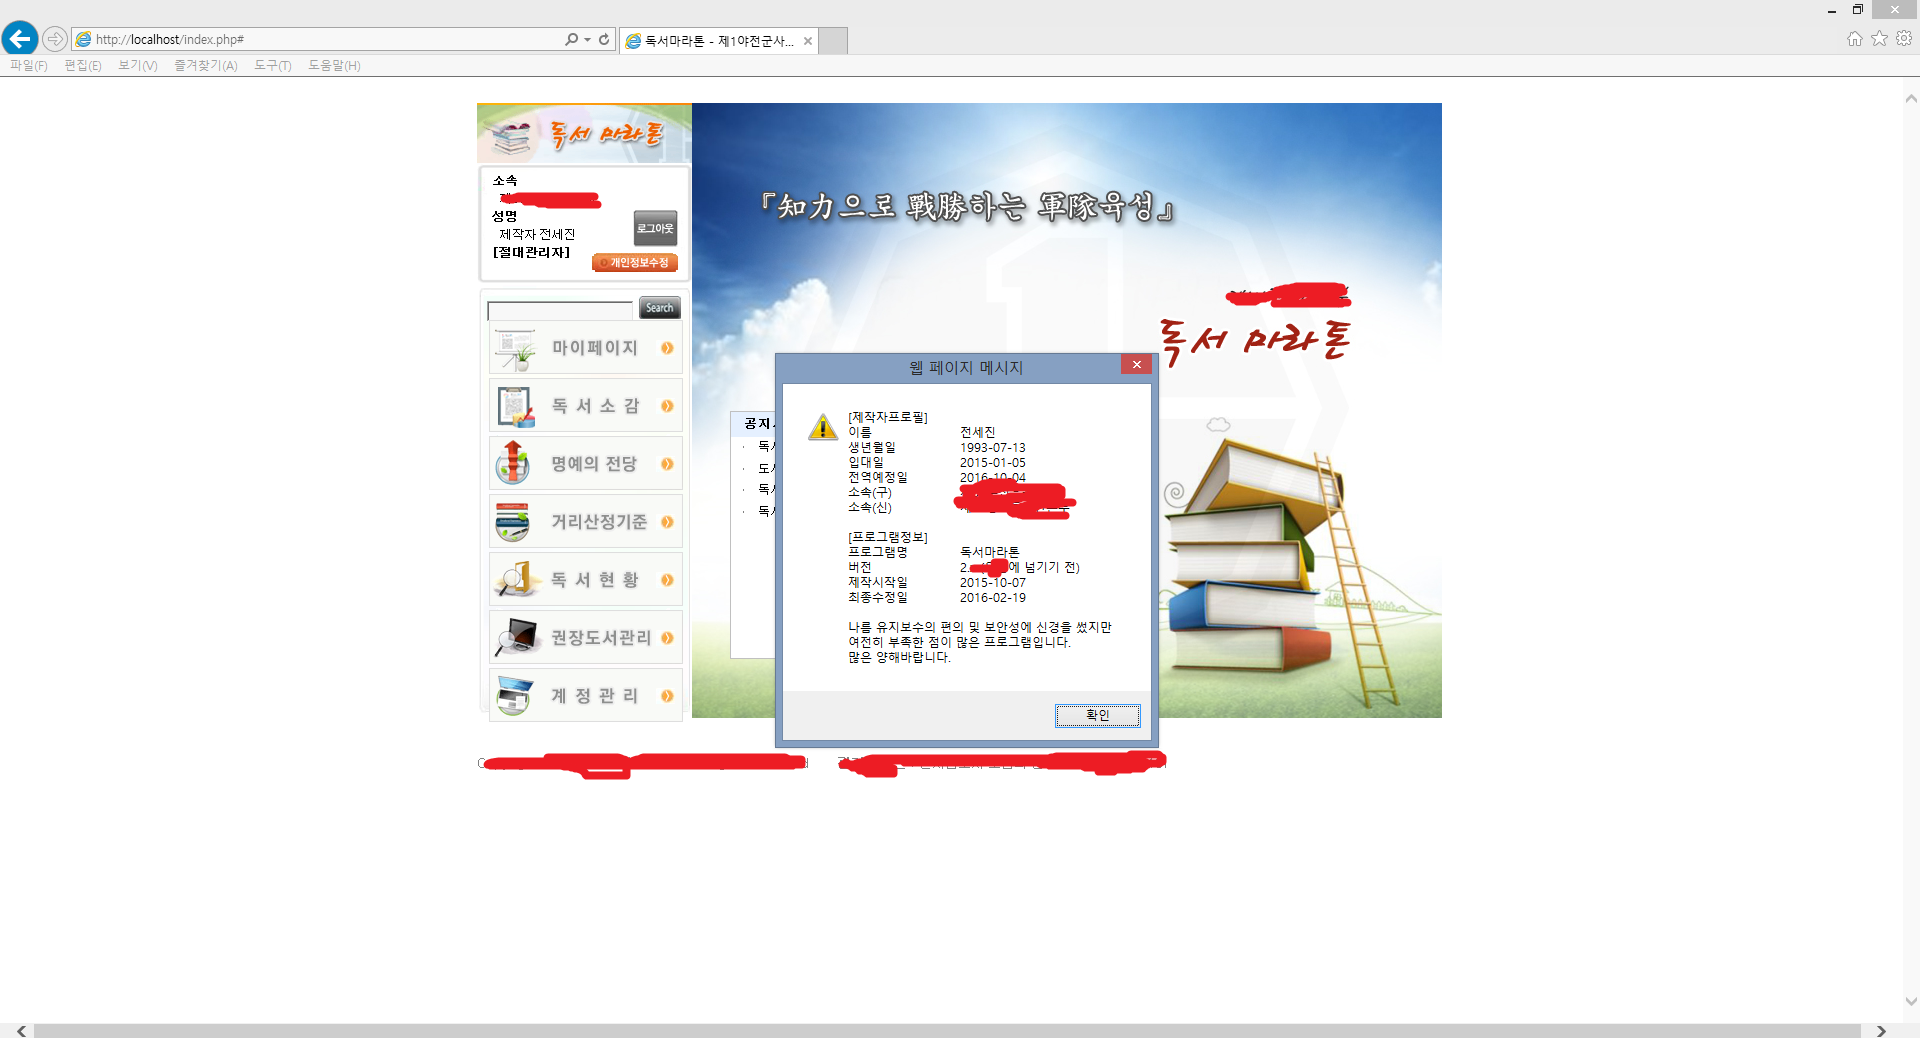 http://localhost/index.php#
독서마라톤 - 제1야전군사...
파일(F) 편집(E) 보기(V) 즐겨찾기(A) 도구(T) 도움말(H)
독서 마라톤
소속
성명
제작자 전세진
[절대관리자]
로그아웃
개인정보수정
Search
마이페이지
독 서 소 감
명예의 전당
거리산정기준
독 서 현 황
권장도서관리
계 정 관 리
『知力으로 戰勝하는 軍隊육성』
독서 마라톤
웹 페이지 메시지
[제작자프로필]
이름 전세진
생년월일 1993-07-13
입대일 2015-01-05
전역예정일 2016-10-04
소속(구)
소속(신)
[프로그램정보]
프로그램명 독서마라톤
버전 2. 에 넘기기 전)
제작시작일 2015-10-07
최종수정일 2016-02-19
나름 유지보수의 편의 및 보안성에 신경을 썼지만
여전히 부족한 점이 많은 프로그램입니다.
많은 양해바랍니다.
확인